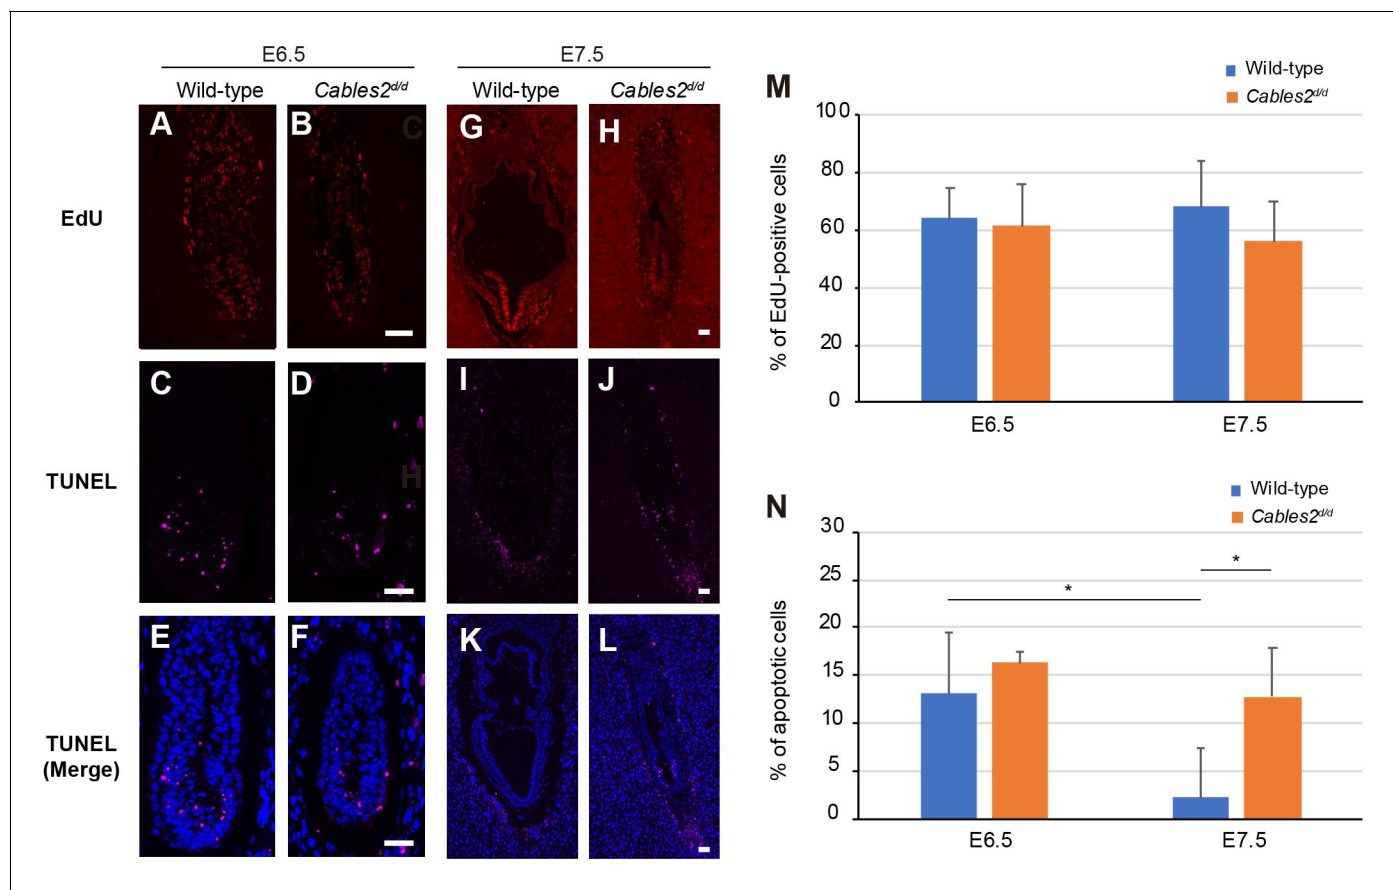 E6.5
E7.5
Wild-type
Cables2d/d
Wild-type
Cables2d/d
A
B
C
G
H
EdU
C
D
H
I
J
TUNEL
E
F
K
L
TUNEL
(Merge)
M
Wild-type
Cables2d/d
% of EdU-positive cells
100
80
60
40
20
0
E6.5
E7.5
N
Wild-type
Cables2d/d
% of apoptotic cells
30
25
20
15
10
5
0
*
*
E6.5
E7.5